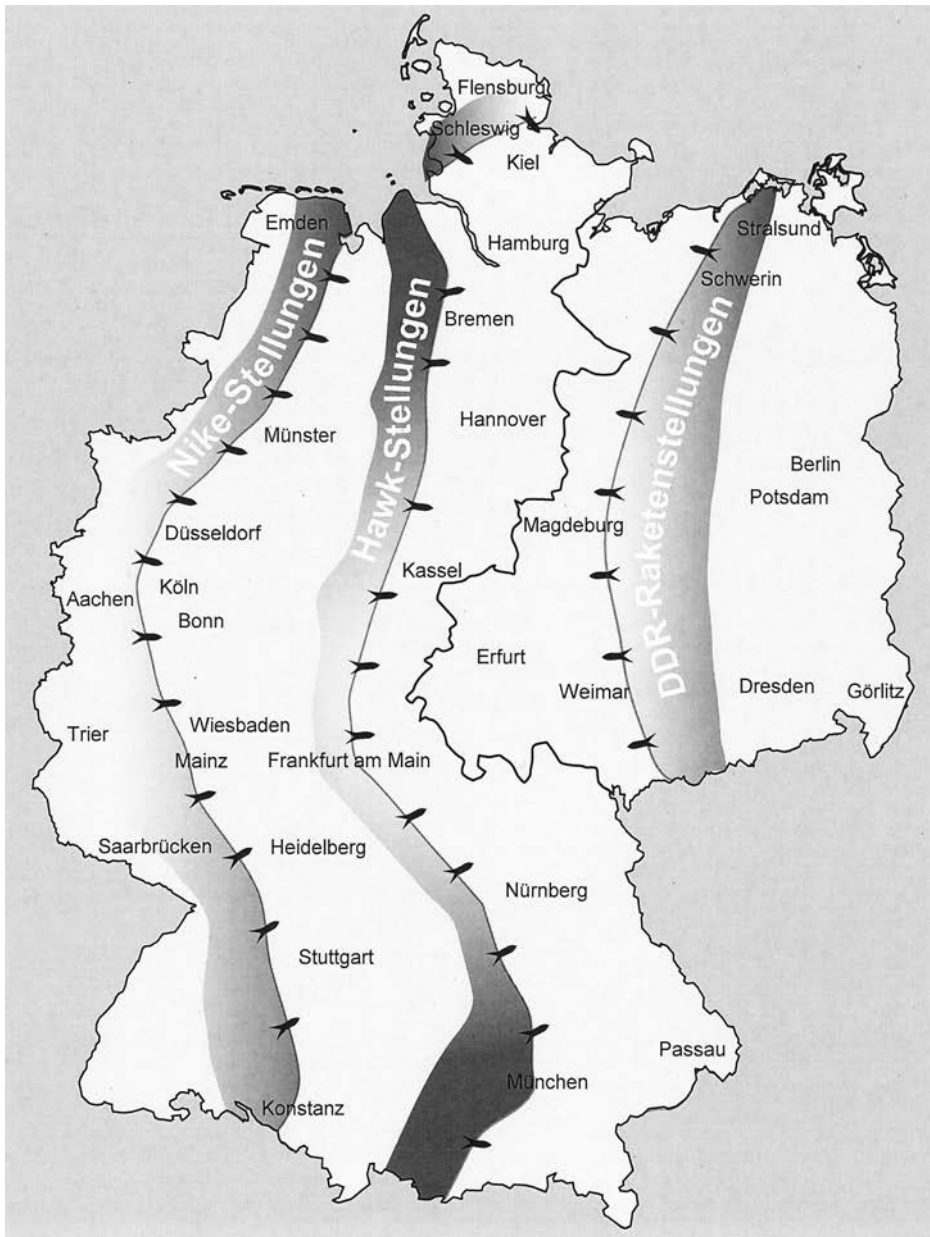 Flensburg
Schleswig
Kiel
Emden
Hamburg
Stralsund
Schwerin
Nike-Stellungen
Hawk-Stellungen
DDR-Raketenstellungen
Bremen
Hannover
Münster
Berlin
Potsdam
Magdeburg
Düsseldorf
Kassel
Köln
Aachen
Bonn
Erfurt
Weimar
Dresden
Görlitz
Trier
Wiesbaden
Mainz
Frankfurt am Main
Saarbrücken
Heidelberg
Nürnberg
Stuttgart
Passau
München
Konstanz